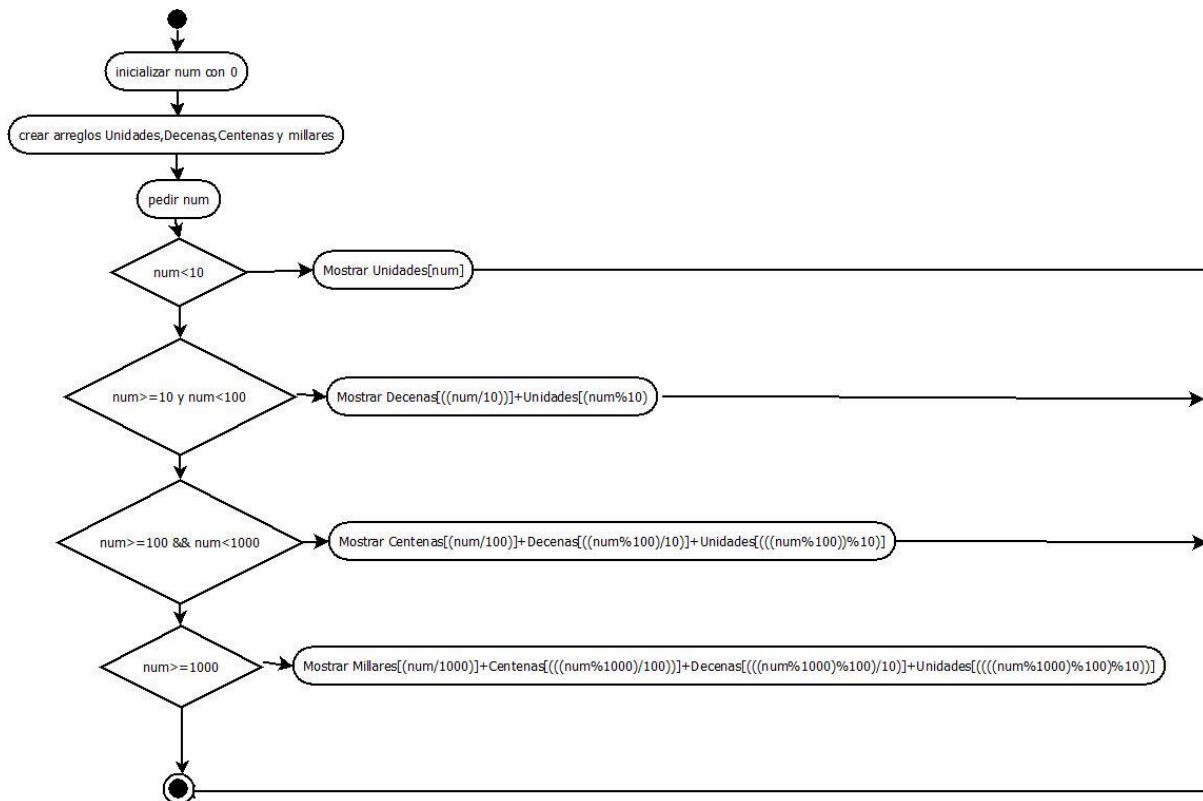 inicializar num con 0
crear arreglos Unidades,Decenas,Centenas y millares
pedir num
num<10
Mostrar Unidades[num]
num>=10 y num<100
Mostrar Decenas[((num/10))]+Unidades[(num%10)
num>=100 && num<1000
Mostrar Centenas[(num/100)]+Decenas[((num%100)/10)]+Unidades[(((num%100))%10)]
num>=1000
Mostrar Millares[(num/1000)]+Centenas[(((num%1000)/100))]+Decenas[(((num%1000)%100)/10)]+Unidades[((((num%1000)%100)%10))]